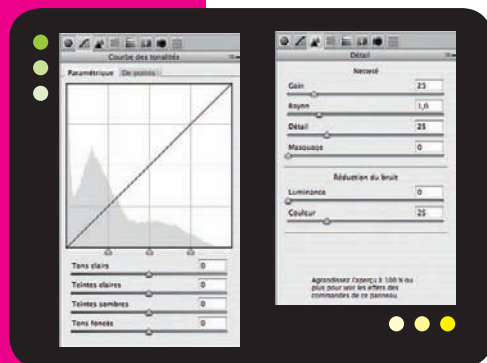 Courbe des tonalités
Paramétrique De points
Tons clairs 0
Teintes claires 0
Teintes sombres 0
Tons foncés 0
Détail
Netteté
Gain 25
Rayon 1,0
Détail 25
Masquage 0
Réduction du bruit
Luminance 0
Couleur 25
Agrandissez l'aperçu à 100 % ou
plus pour voir les effets des
commandes de ce panneau.